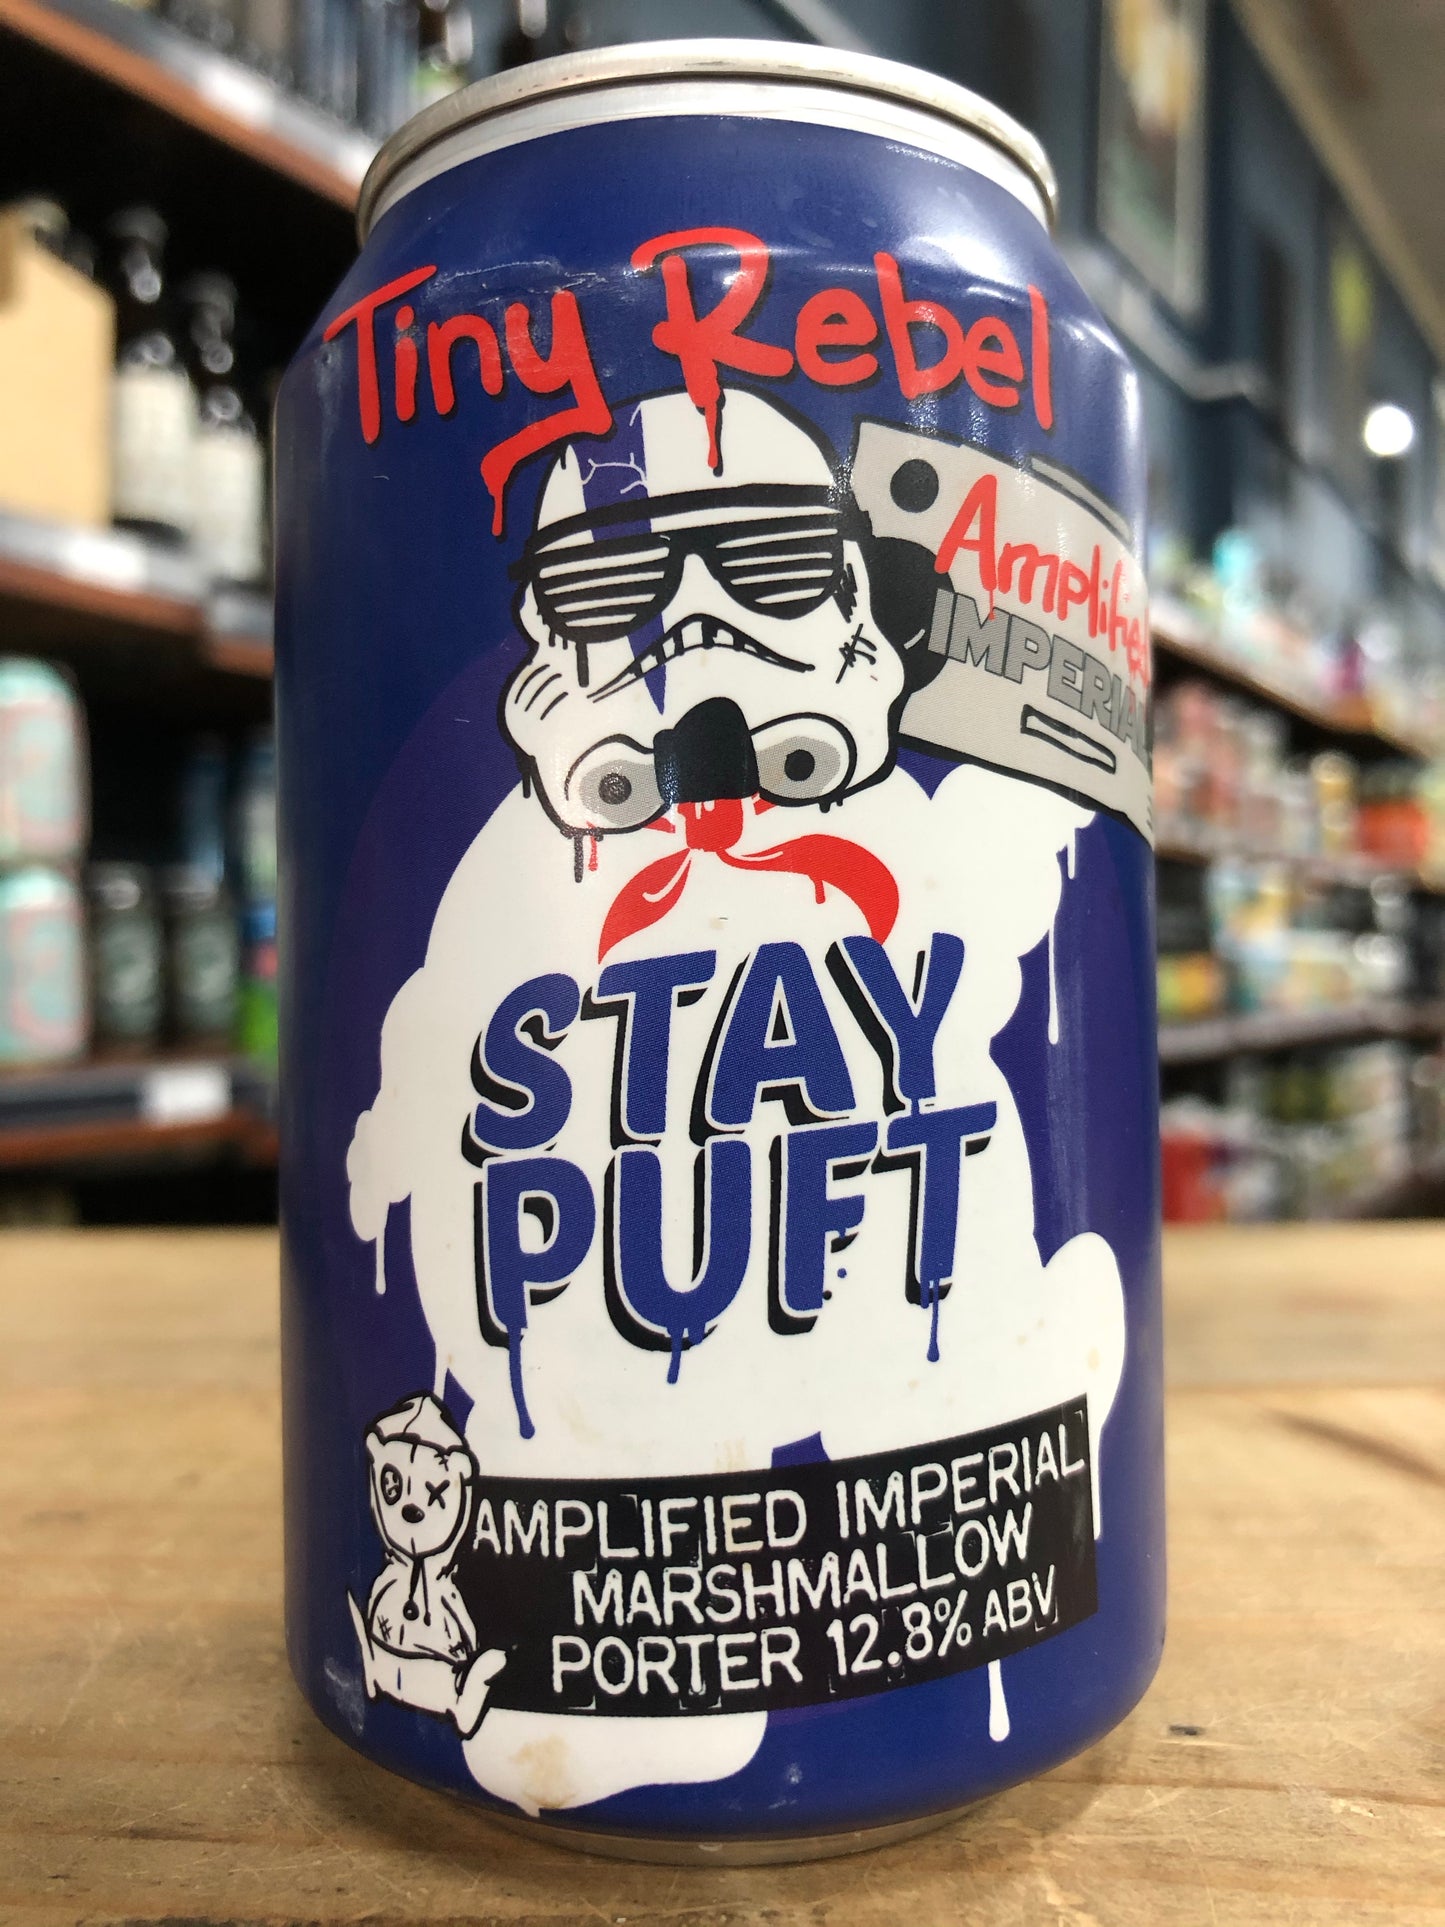 Tiny Rebel
Amplified
IMPERIAL
STAY
PUFT
AMPLIFIED IMPERIAL
MARSHMALLOW
PORTER 12.8% ABV